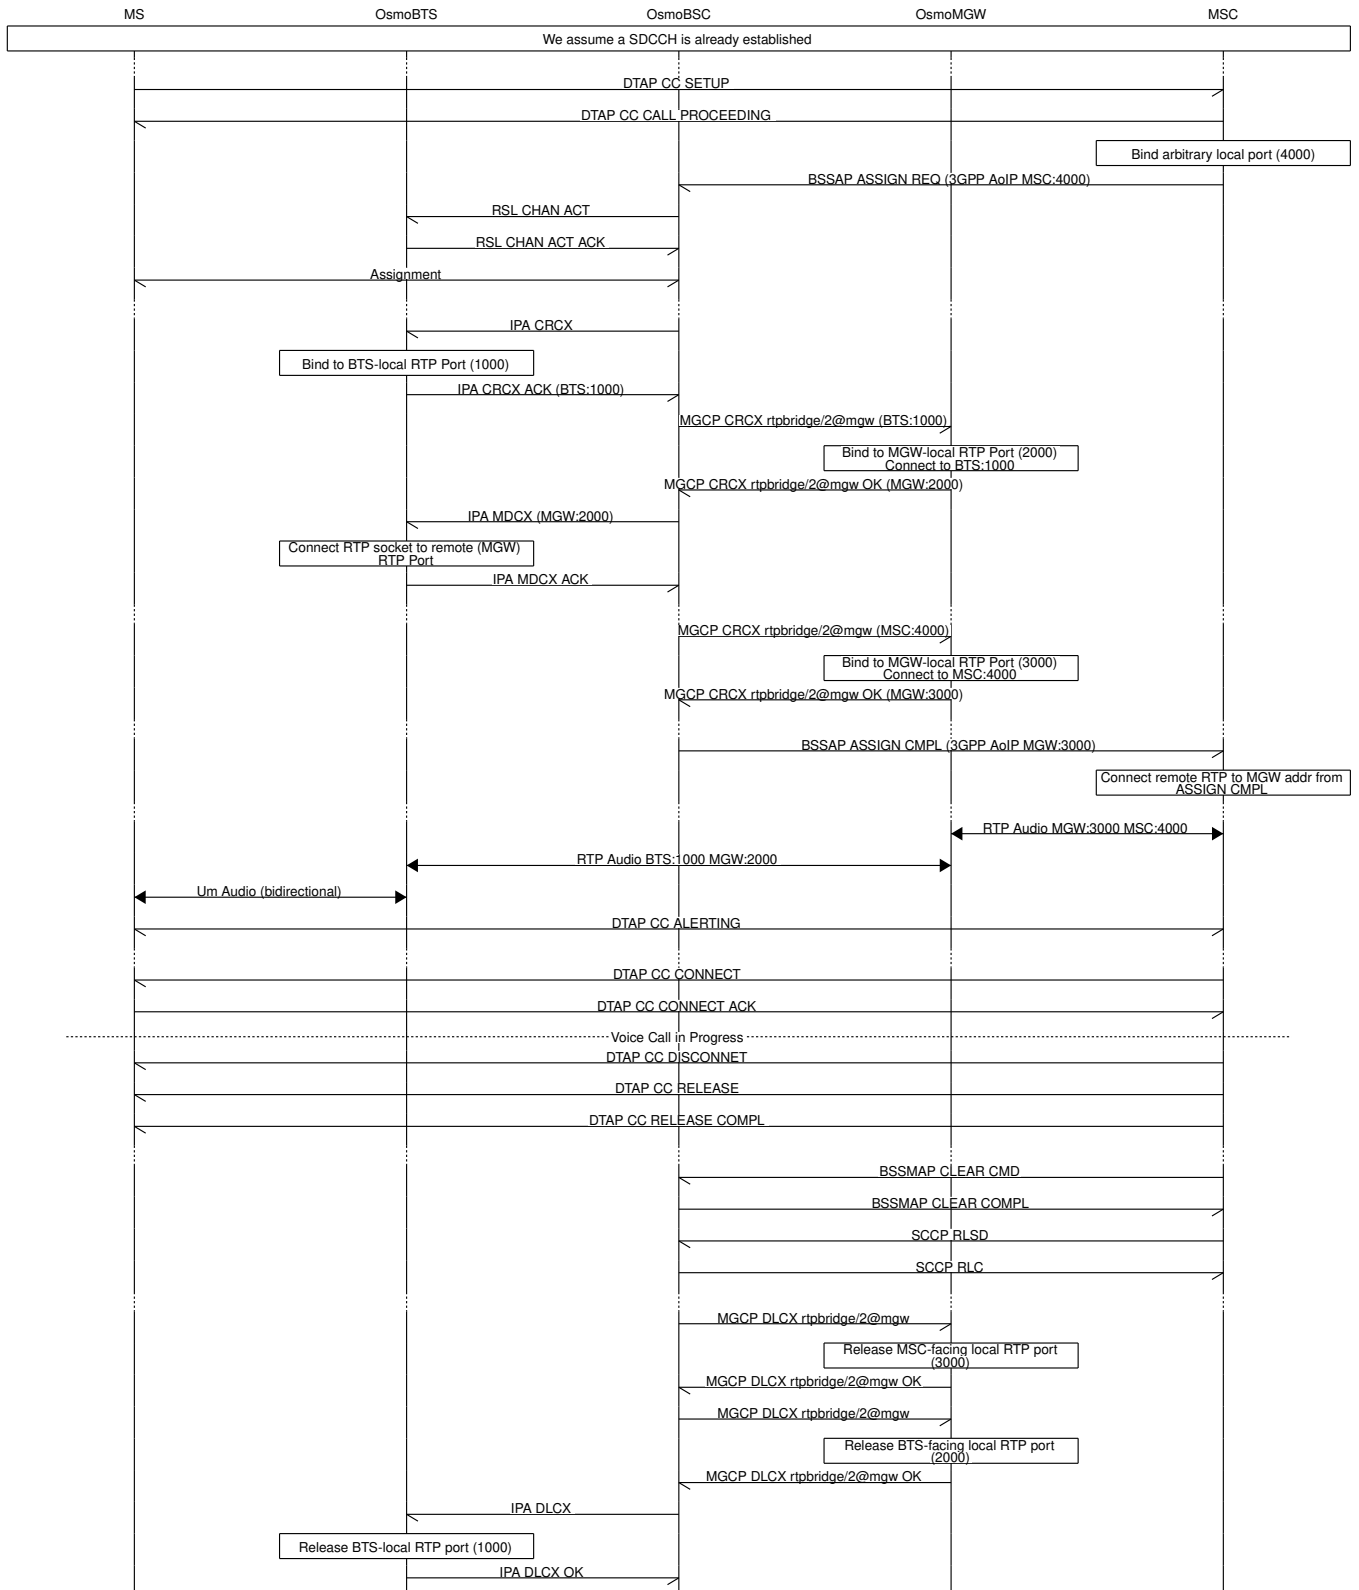 MS OsmoBTS OsmoBSC OsmoMGW MSC
We assume a SDCCH is already established
DTAP CC SETUP
DTAP CC CALL PROCEEDING
Bind arbitrary local port (4000)
BSSAP ASSIGN REQ (3GPP AoIP MSC:4000)
RSL CHAN ACT
RSL CHAN ACT ACK
Assignment
IPA CRCX
Bind to BTS-local RTP Port (1000)
IPA CRCX ACK (BTS:1000)
MGCP CRCX rtpbridge/2@mgw (BTS:1000)
Bind to MGW-local RTP Port (2000)
Connect to BTS:1000
MGCP CRCX rtpbridge/2@mgw OK (MGW:2000)
IPA MDCX (MGW:2000)
Connect RTP socket to remote (MGW)
RTP Port
IPA MDCX ACK
MGCP CRCX rtpbridge/2@mgw (MSC:4000)
Bind to MGW-local RTP Port (3000)
Connect to MSC:4000
MGCP CRCX rtpbridge/2@mgw OK (MGW:3000)
BSSAP ASSIGN CMPL (3GPP AoIP MGW:3000)
Connect remote RTP to MGW addr from
ASSIGN CMPL
RTP Audio MGW:3000 MSC:4000
RTP Audio BTS:1000 MGW:2000
Um Audio (bidirectional)
DTAP CC ALERTING
DTAP CC CONNECT
DTAP CC CONNECT ACK
Voice Call in Progress
DTAP CC DISCONNET
DTAP CC RELEASE
DTAP CC RELEASE COMPL
BSSMAP CLEAR CMD
BSSMAP CLEAR COMPL
SCCP RLSD
SCCP RLC
MGCP DLCX rtpbridge/2@mgw
Release MSC-facing local RTP port
(3000)
MGCP DLCX rtpbridge/2@mgw OK
MGCP DLCX rtpbridge/2@mgw
Release BTS-facing local RTP port
(2000)
MGCP DLCX rtpbridge/2@mgw OK
IPA DLCX
Release BTS-local RTP port (1000)
IPA DLCX OK